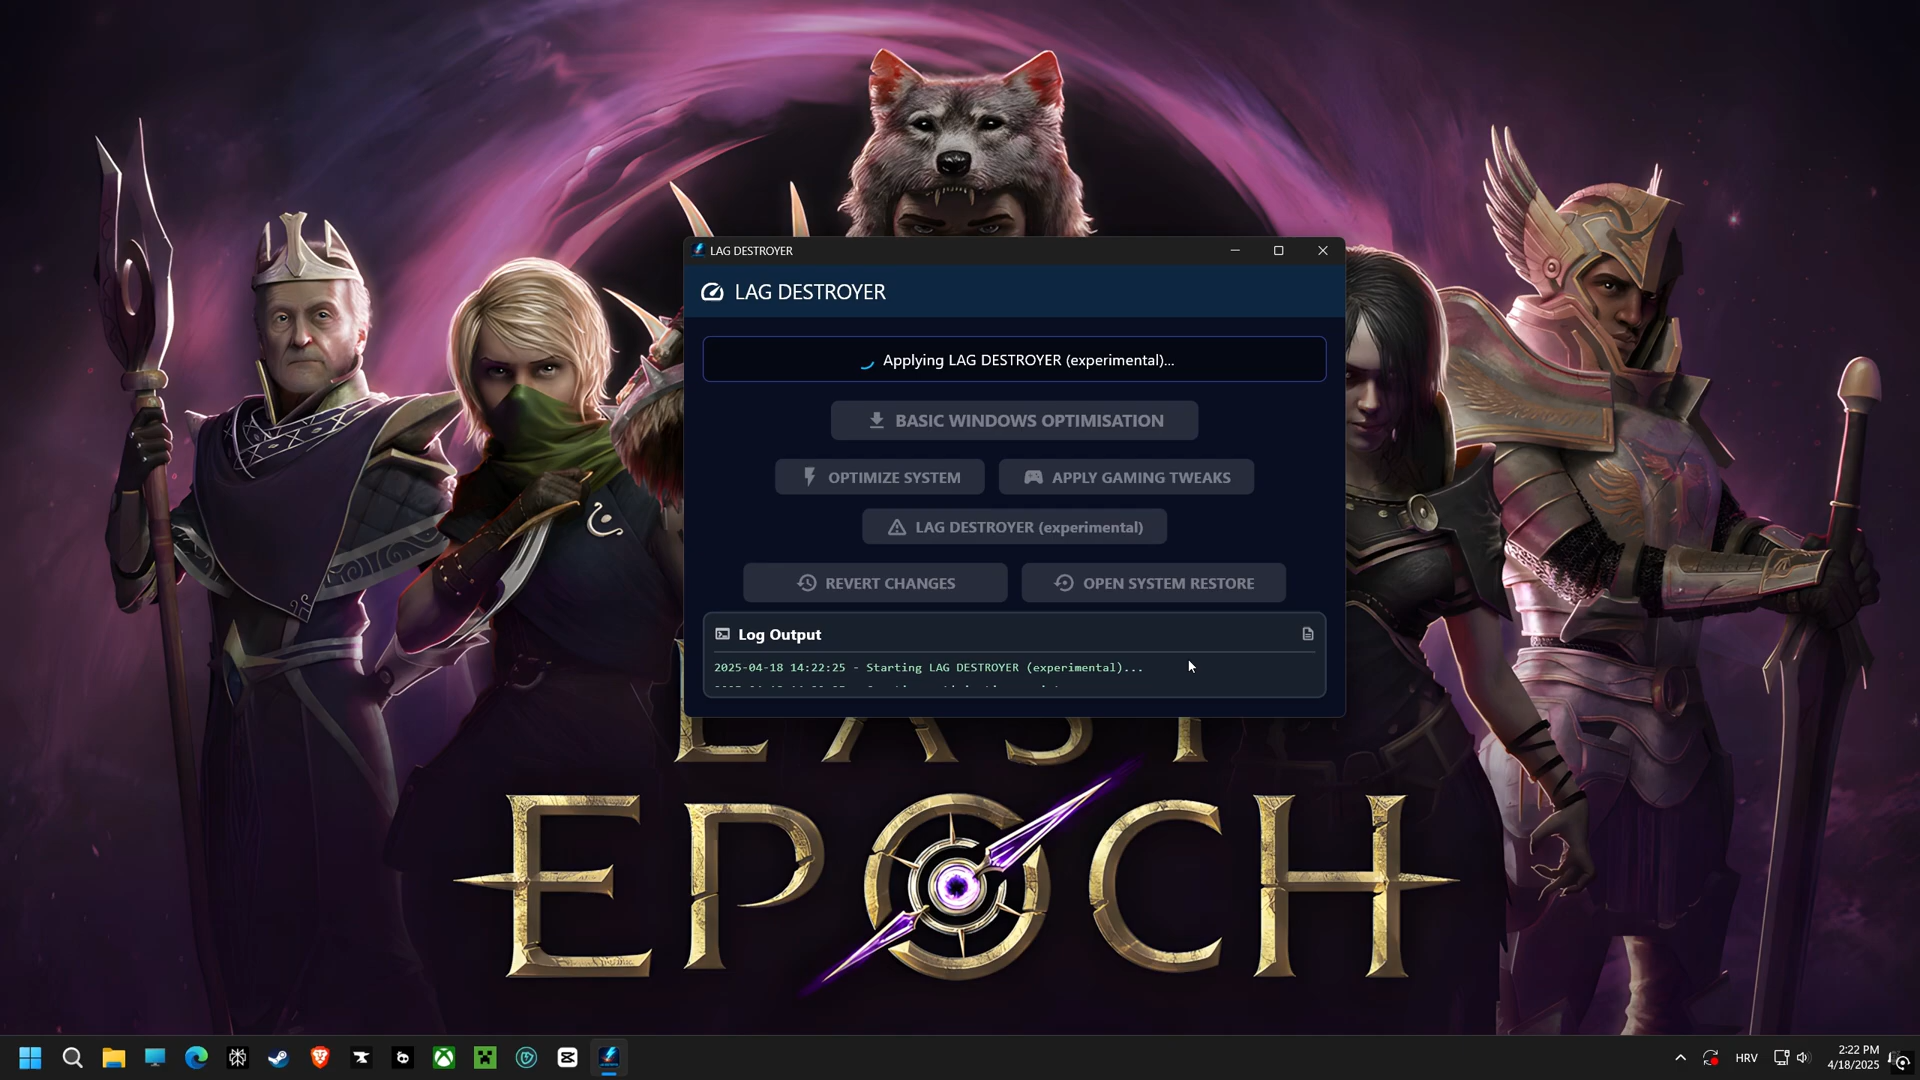 LAG DESTROYER
LAG DESTROYER
Applying LAG DESTROYER (experimental)...
BASIC WINDOWS OPTIMISATION
OPTIMIZE SYSTEM
APPLY GAMING TWEAKS
LAG DESTROYER (experimental)
REVERT CHANGES
OPEN SYSTEM RESTORE
Log Output
2025-04-18 14:22:25 - Starting LAG DESTROYER (experimental)...
LAST
EPOCH
HRV
2:22 PM
4/18/2025